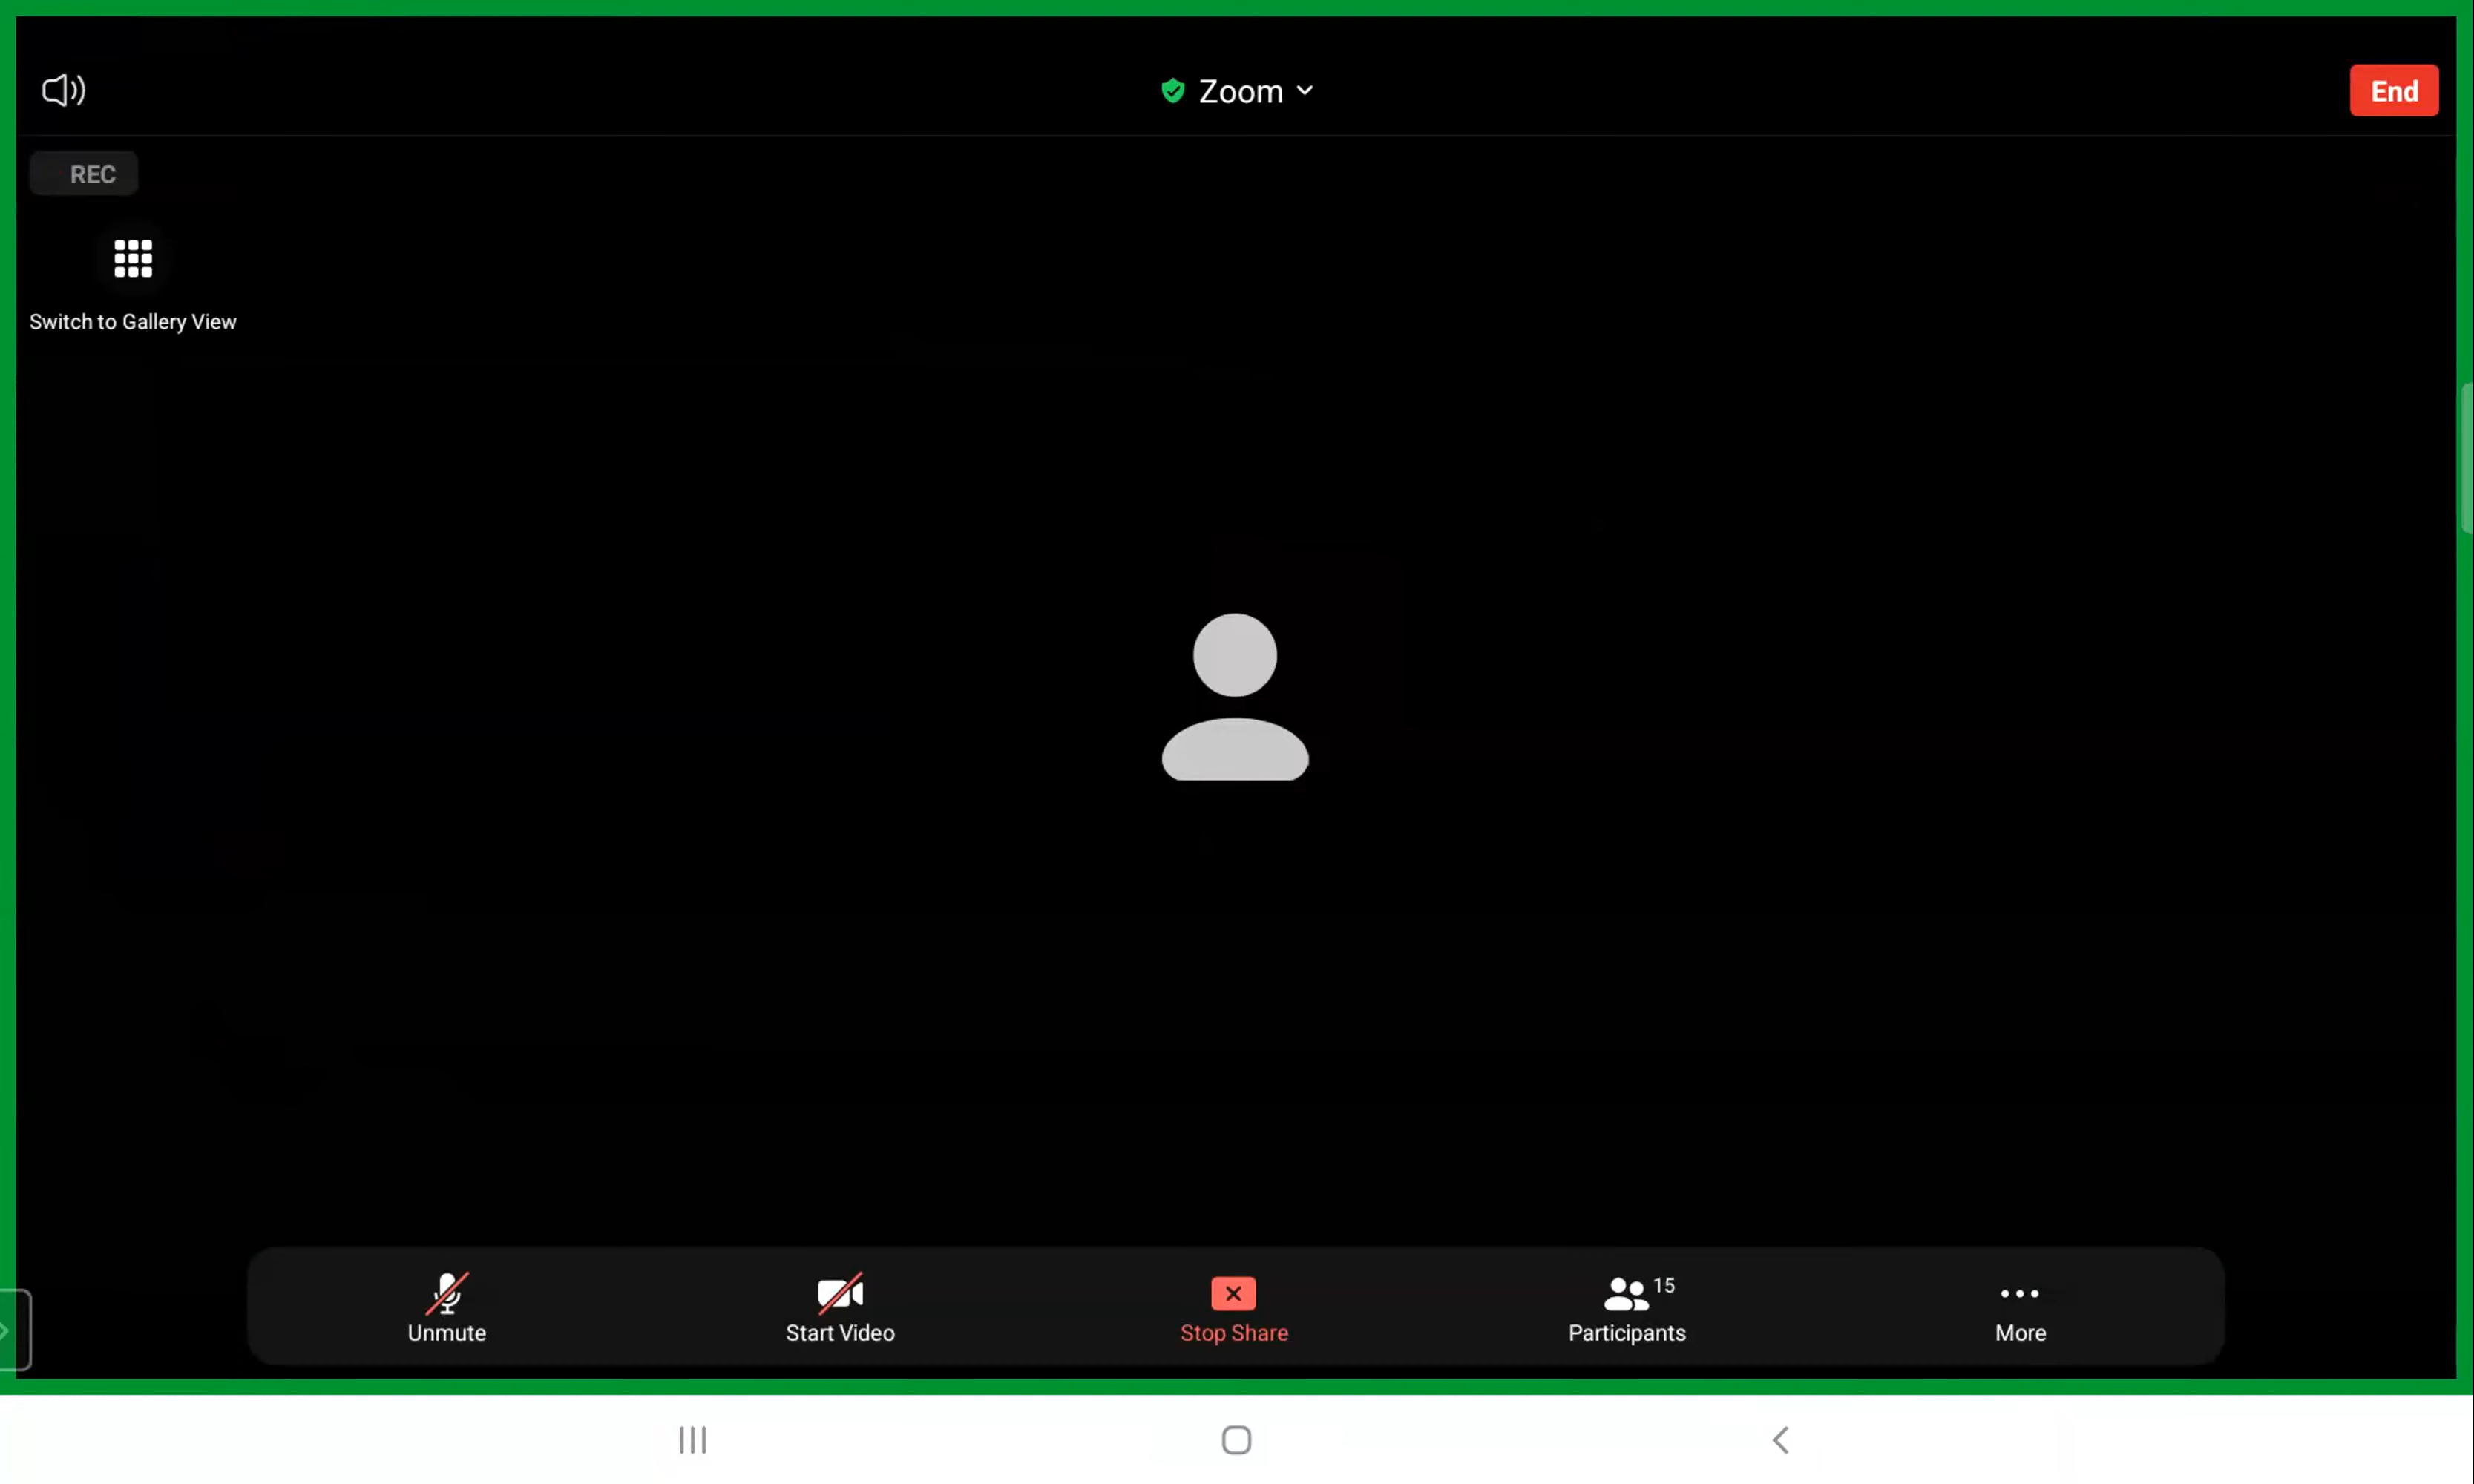 Zoom
End
REC
Switch to Gallery View
Unmute
Start Video
Stop Share
15
Participants
More